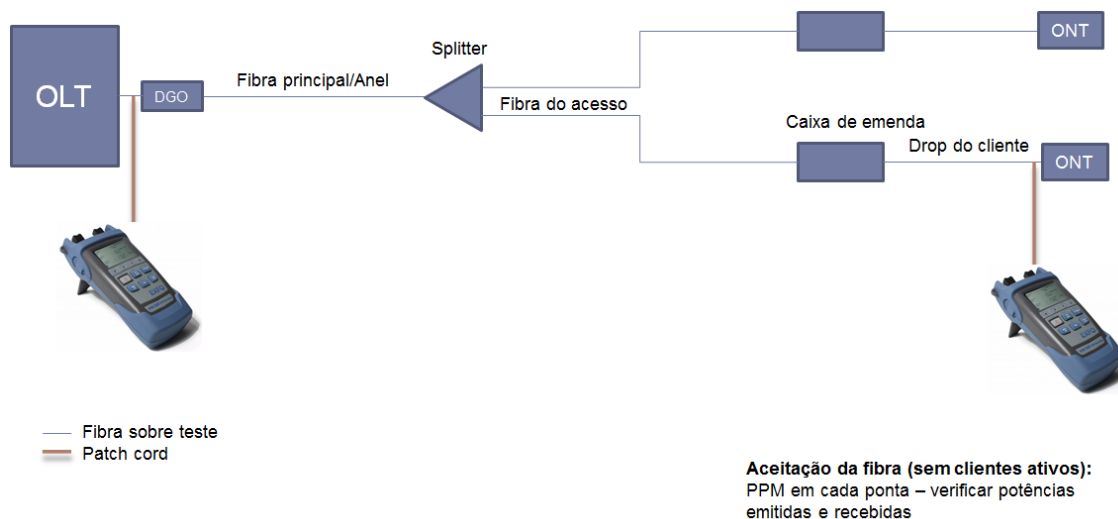 Splitter
ONT
OLT
DGO
Fibra principal/Anel
Fibra do acesso
Caixa de emenda
Drop do cliente
ONT
Fibra sobre teste
Patch cord
Aceitação da fibra (sem clientes ativos):
PPM em cada ponta – verificar potências
emitidas e recebidas